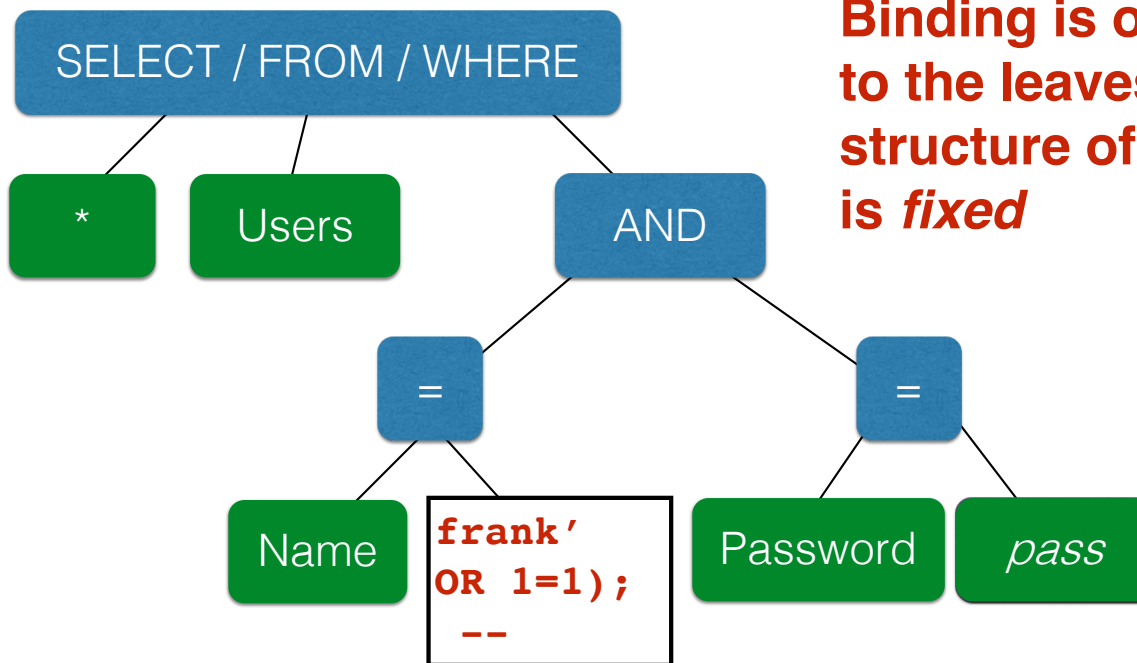 SELECT / FROM / WHERE
Binding is
to the leaves
structure of
is fixed
*
Users
AND
=
=
Name
frank’
OR 1=1);
--
Password
pass